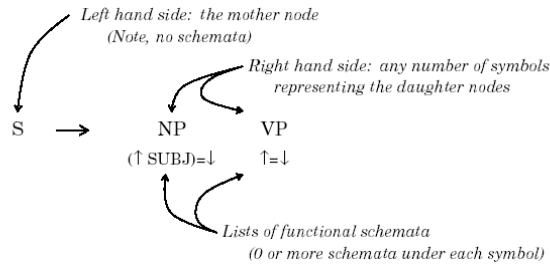 Left hand side: the mother node
(Note, no schemata)
Right hand side: any number of symbols
representing the daughter nodes
S → NP VP
(↑ SUBJ)=↓ ↑=↓
Lists of functional schemata
(0 or more schemata under each symbol)